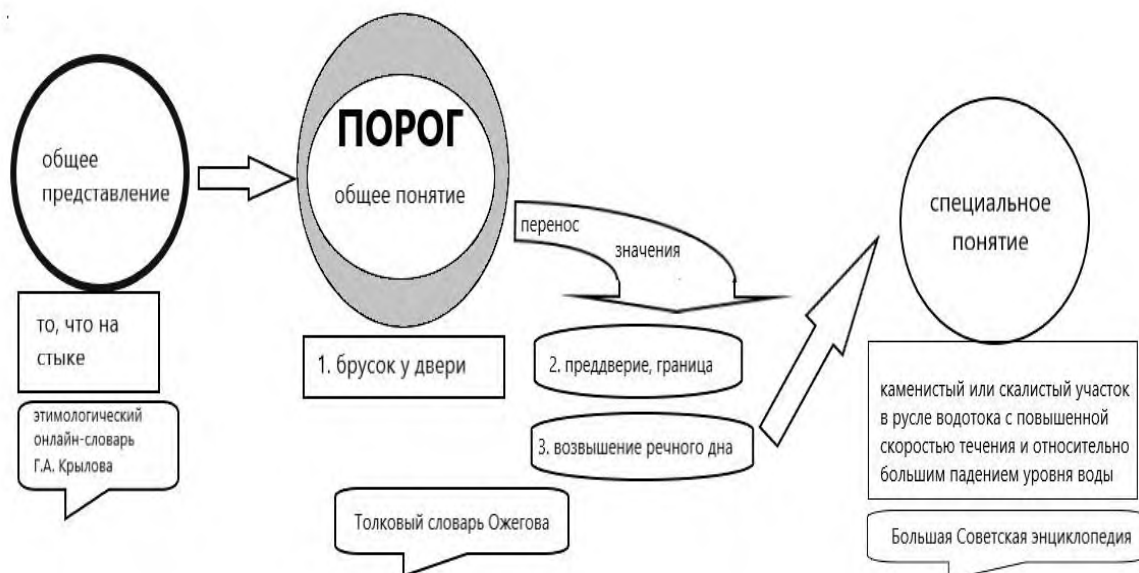 общее
представление
то, что на
стыке
этимологический
онлайн-словарь
Г.А. Крылова
ПОРОГ
общее понятие
1. брусок у двери
перенос
значения
2. преддверие, граница
3. возвышение речного дна
Толковый словарь Ожегова
специальное
понятие
каменистый или скалистый участок
в русле водотока с повышенной
скоростью течения и относительно
большим падением уровня воды
Большая Советская энциклопедия